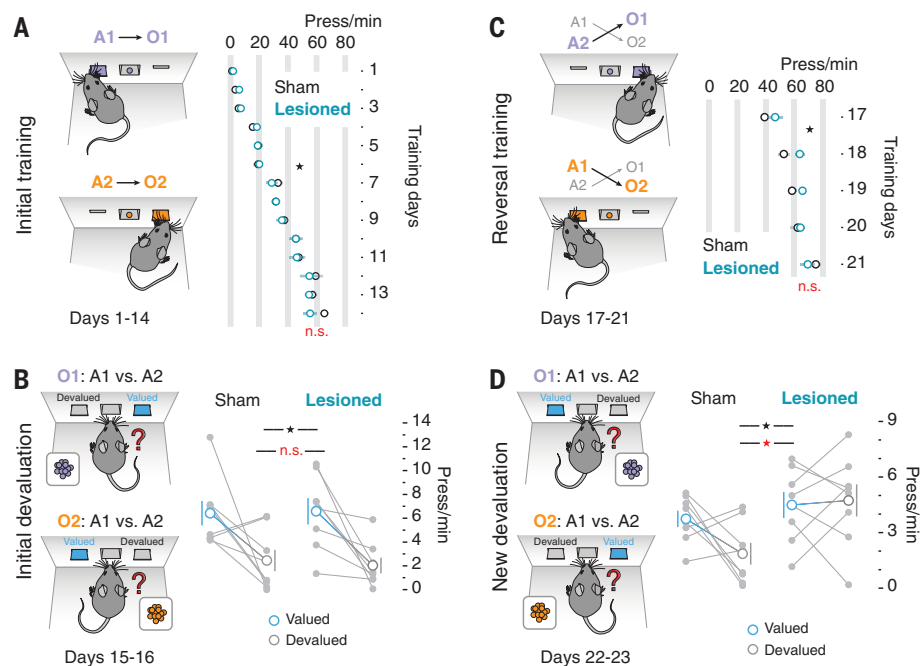 A
Initial training
A1 → O1
A2 → O2
Days 1-14
Press/min
0 20 40 60 80
Sham
Lesioned
★
n.s.
Training days
· 1
· 3
· 5
· 7
· 9
· 11
· 13
C
Reversal training
A1 O1
A2 O2
A1 O1
A2 O2
Press/min
0 20 40 60 80
★
Sham
Lesioned
n.s.
Training days
· 17
· 18
· 19
· 20
· 21
Days 17-21
B
Initial devaluation
O1: A1 vs. A2
Devalued Valued
?
O2: A1 vs. A2
Valued Devalued
?
Days 15-16
Sham Lesioned
★
n.s.
- 14
- 12
- 10
- 8
- 6
- 4
- 2
- 0
Press/min
Valued
Devalued
D
New devaluation
O1: A1 vs. A2
Valued Devalued
?
O2: A1 vs. A2
Devalued Valued
?
Days 22-23
Sham Lesioned
★
★
- 9
- 6
- 3
- 0
Press/min
Valued
Devalued